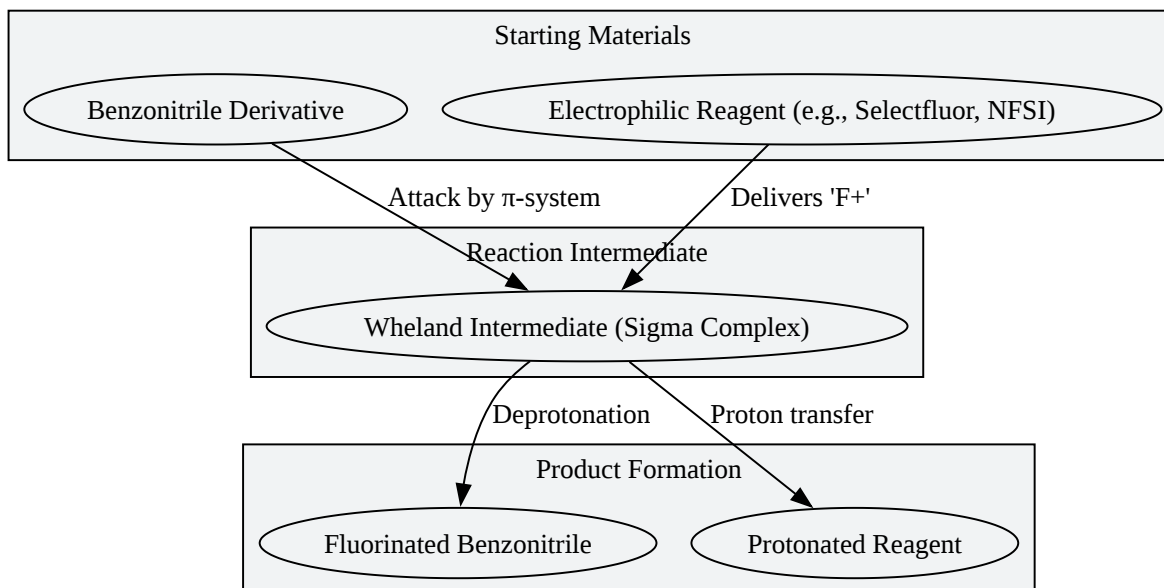 Starting Materials
Benzonitrile Derivative
Electrophilic Reagent (e.g., Selectfluor, NFSI)
Attack by π-system
Delivers 'F+'
Reaction Intermediate
Wheland Intermediate (Sigma Complex)
Deprotonation
Proton transfer
Product Formation
Fluorinated Benzonitrile
Protonated Reagent